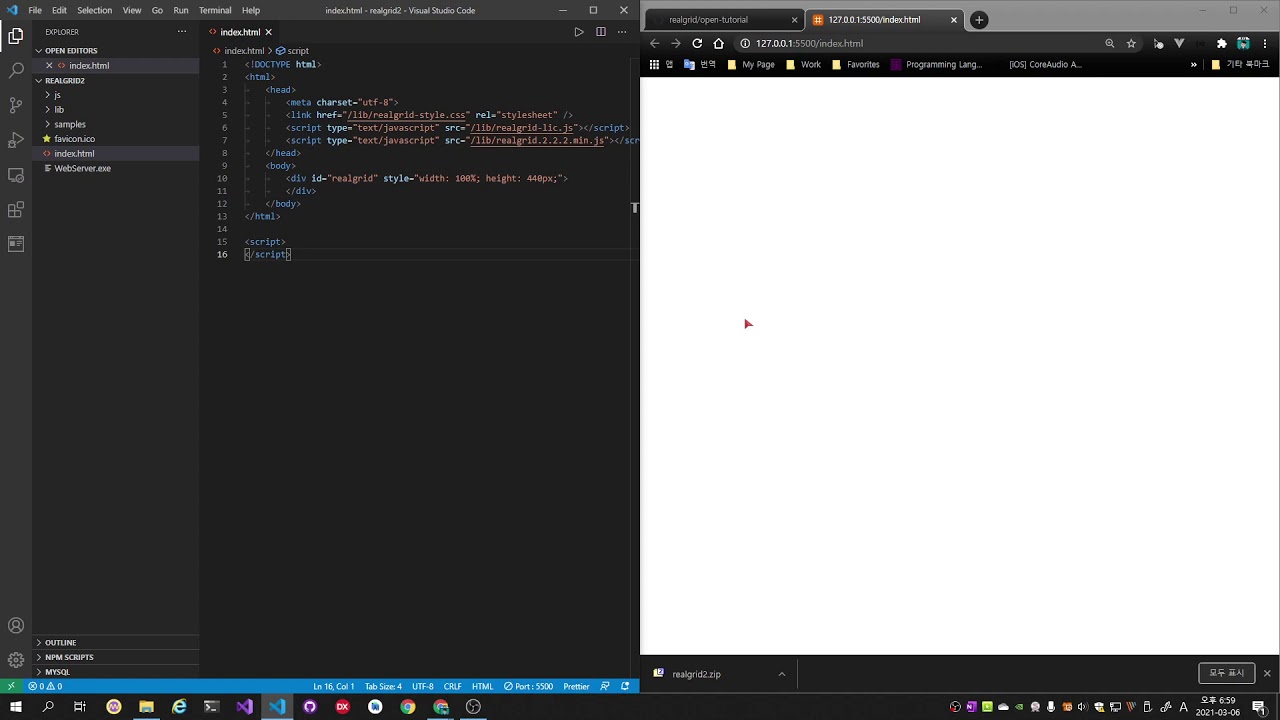 File Edit Selection View Go Run Terminal Help index.html - realgrid2 - Visual Studio Code
EXPLORER
OPEN EDITORS
index.html
REALGRID2
js
lib
samples
favicon.ico
index.html
WebServer.exe
OUTLINE
NPM SCRIPTS
MYSQL
index.html
index.html > script
1 <!DOCTYPE html>
2 <html>
3 <head>
4 <meta charset="utf-8">
5 <link href="/lib/realgrid-style.css" rel="stylesheet" />
6 <script type="text/javascript" src="/lib/realgrid-lic.js"></script>
7 <script type="text/javascript" src="/lib/realgrid.2.2.2.min.js"></scr
8 </head>
9 <body>
10 <div id="realgrid" style="width: 100%; height: 440px;">
11 </div>
12 </body>
13 </html>
14
15 <script>
16 </script>
0 0 Ln 16, Col 1 Tab Size: 4 UTF-8 CRLF HTML Port : 5500 Prettier
realgrid/open-tutorial
127.0.0.1:5500/index.html
127.0.0.1:5500/index.html
앱 번역 My Page Work Favorites Programming Lang... [iOS] CoreAudio A... » 기타 북마크
realgrid2.zip
모두 표시
A 오후 6:59
2021-03-06